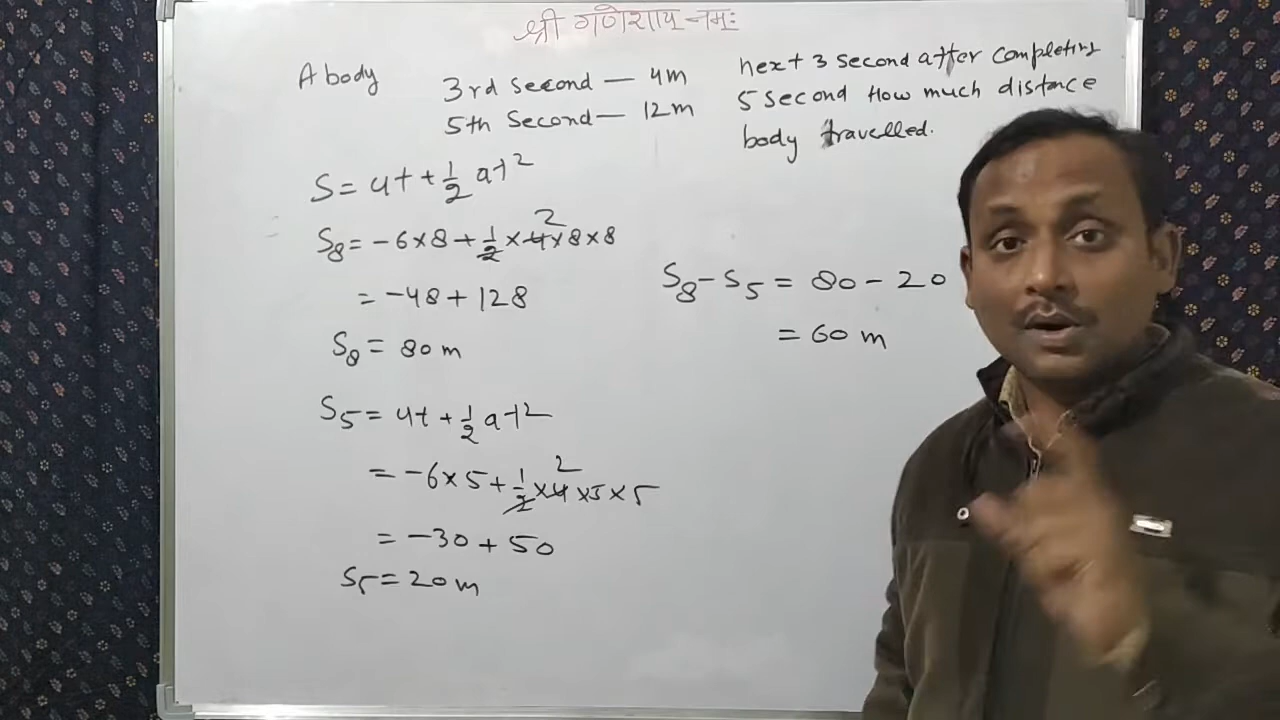 श्री गणेशाय नमः
A body
3rd second — 4m
5th second — 12m
next 3 second after completing
5 second How much distance
body travelled.
S = ut + 1/2 at²
S₈ = -6×8 + 1/2 × 4 × 8 × 8
2
= -48 + 128
S₈ = 80 m
S₅ = ut + 1/2 at²
= -6×5 + 1/2 × 4 × 5 × 5
2
= -30 + 50
S₅ = 20 m
S₈ - S₅ = 80 - 20
= 60 m